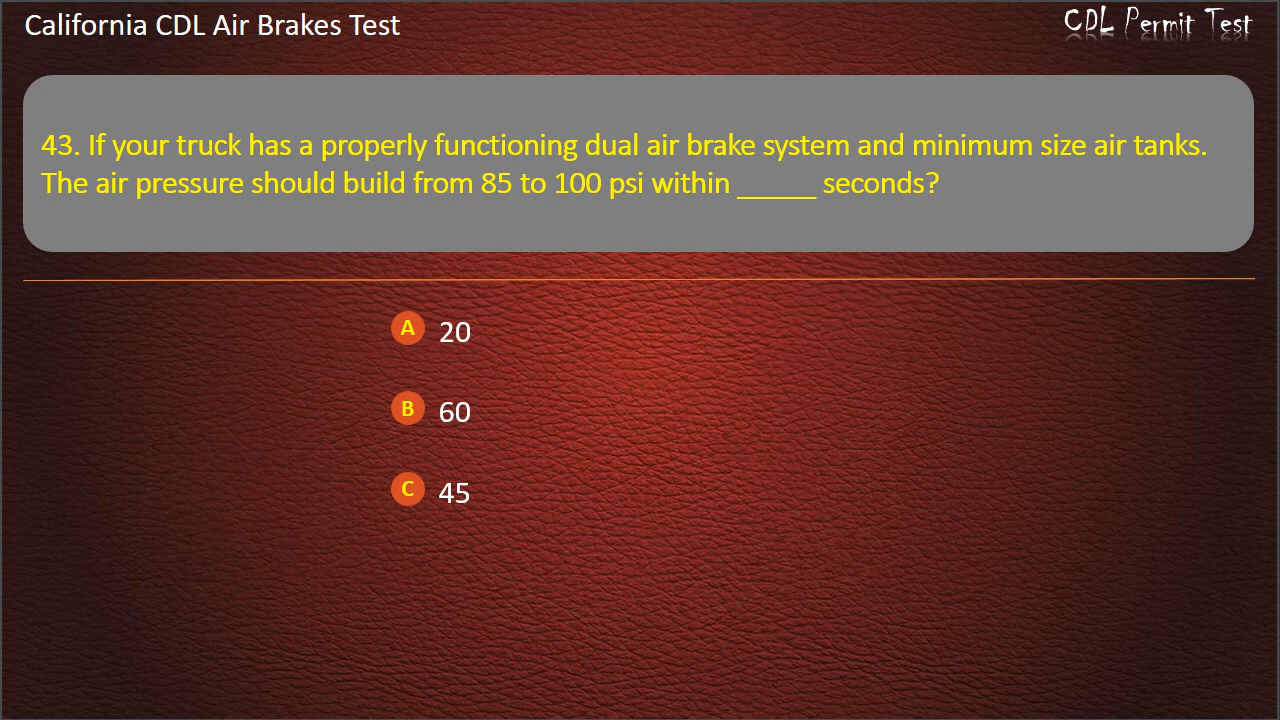 California CDL Air Brakes Test
CDL Permit Test
43. If your truck has a properly functioning dual air brake system and minimum size air tanks.
The air pressure should build from 85 to 100 psi within _____ seconds?
A 20
B 60
C 45